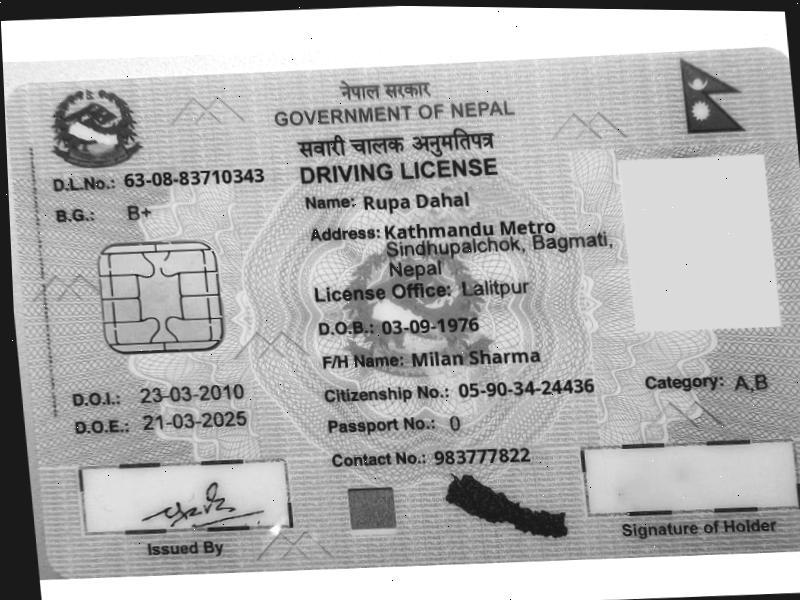 नेपाल सरकार
GOVERNMENT OF NEPAL
सवारी चालक अनुमतिपत्र
DRIVING LICENSE
D.L.No.: 63-08-83710343
B.G.: B+
Name: Rupa Dahal
Address: Kathmandu Metro
Sindhupalchok, Bagmati,
Nepal
License Office: Lalitpur
D.O.B.: 03-09-1976
F/H Name: Milan Sharma
D.O.I.: 23-03-2010
Citizenship No.: 05-90-34-24436
Category: A,B
D.O.E.: 21-03-2025
Passport No.: 0
Contact No.: 983777822
Issued By
Signature of Holder